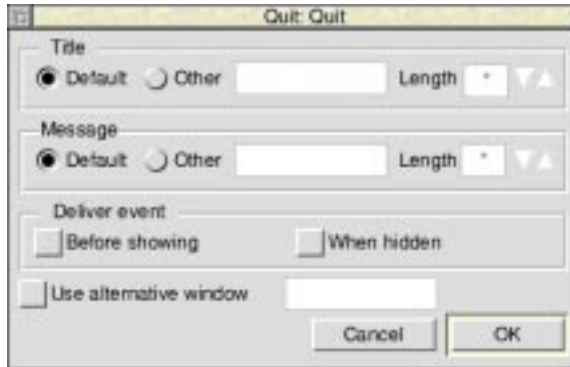 Quit: Quit
Title
Default Other Length *
Message
Default Other Length *
Deliver event
Before showing When hidden
Use alternative window
Cancel OK